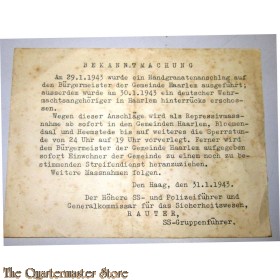 BEKANNTMACHUNG
Am 29.1.1943 wurde ein Handgranatenanschlag auf
den Bürgermeister der Gemeinde Haarlem ausgeführt;
ausserdem wurde am 30.1.1943 ein deutscher Wehr-
machtsangehöriger in Haarlem hinterrücks erschos-
sen.
Wegen dieser Anschläge wird als Repressivmass-
nahme ab sofort in den Gemeinden Haarlem, Bloemen-
daal und Heemstede bis auf weiteres die Sperrstun-
de von 24 Uhr auf 19 Uhr vorverlegt. Ferner wird
dem Bürgermeister der Gemeinde Haarlem aufgegeben
sofort Einwohner der Gemeinde zu einem noch zu be-
stimmenden Streifendienst heranzuziehen.
Weitere Massnahmen folgen.
Den Haag, den 31.1.1943.
Der Höhere SS- und Polizeiführer und
Generalkommissar für das Sicherheitswesen,
RAUTER,
SS-Gruppenführer.
The Quartermaster Store